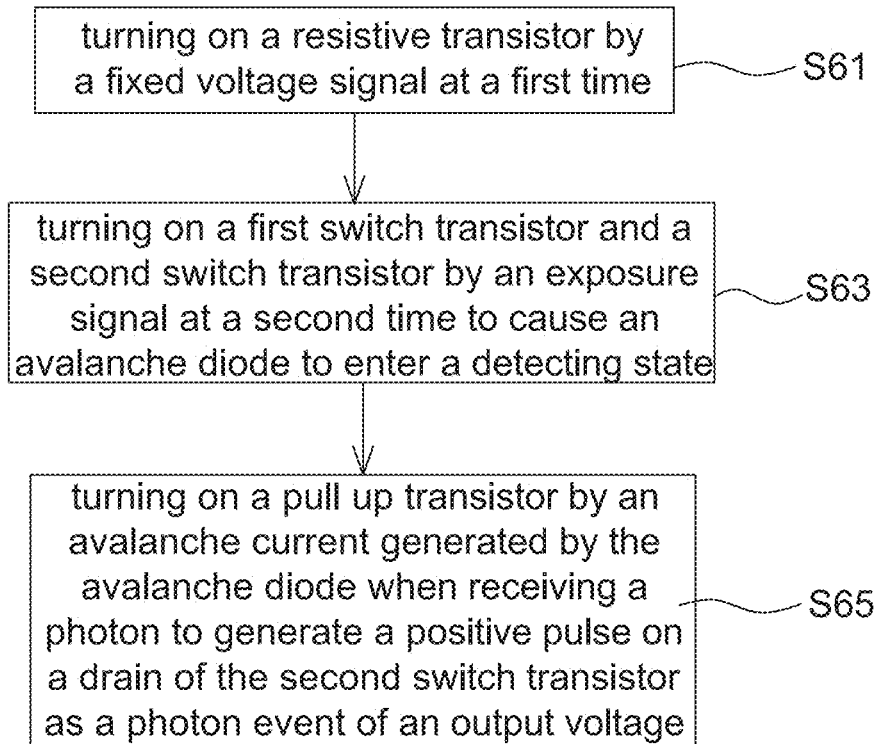 turning on a resistive transistor by
a fixed voltage signal at a first time
S61
turning on a first switch transistor and a
second switch transistor by an exposure
signal at a second time to cause an
avalanche diode to enter a detecting state
S63
turning on a pull up transistor by an
avalanche current generated by the
avalanche diode when receiving a
photon to generate a positive pulse on
a drain of the second switch transistor
as a photon event of an output voltage
S65